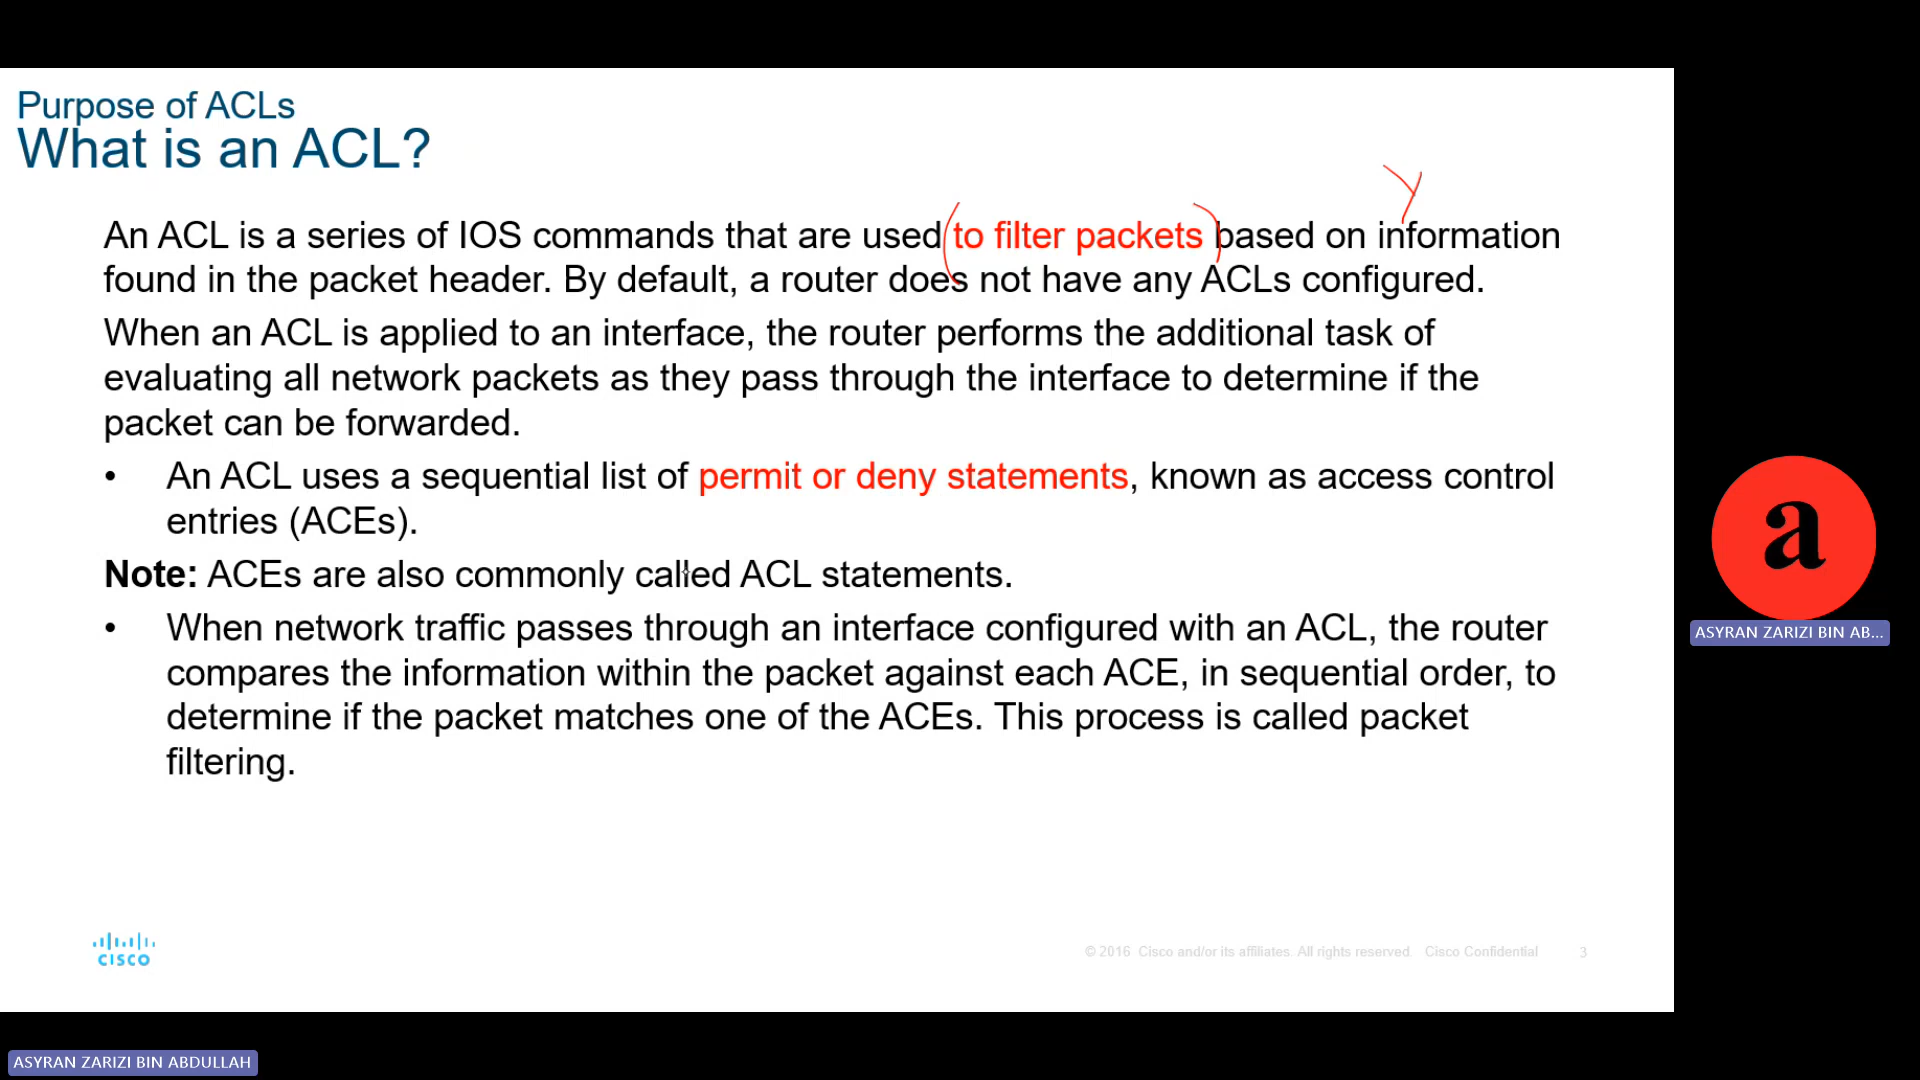 Purpose of ACLs
What is an ACL?
An ACL is a series of IOS commands that are used to filter packets based on information
found in the packet header. By default, a router does not have any ACLs configured.
When an ACL is applied to an interface, the router performs the additional task of
evaluating all network packets as they pass through the interface to determine if the
packet can be forwarded.
• An ACL uses a sequential list of permit or deny statements, known as access control
entries (ACEs).
Note: ACEs are also commonly called ACL statements.
• When network traffic passes through an interface configured with an ACL, the router
compares the information within the packet against each ACE, in sequential order, to
determine if the packet matches one of the ACEs. This process is called packet
filtering.
a
ASYRAN ZARIZI BIN AB...
CISCO
© 2016 Cisco and/or its affiliates. All rights reserved. Cisco Confidential 3
ASYRAN ZARIZI BIN ABDULLAH